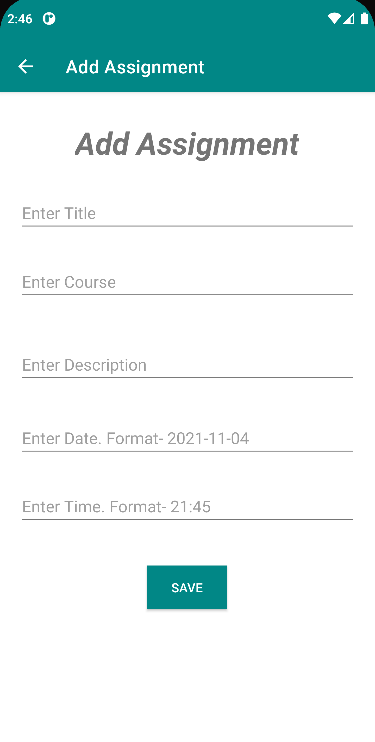 2:46
Add Assignment
Add Assignment
Enter Title
Enter Course
Enter Description
Enter Date. Format- 2021-11-04
Enter Time. Format- 21:45
SAVE